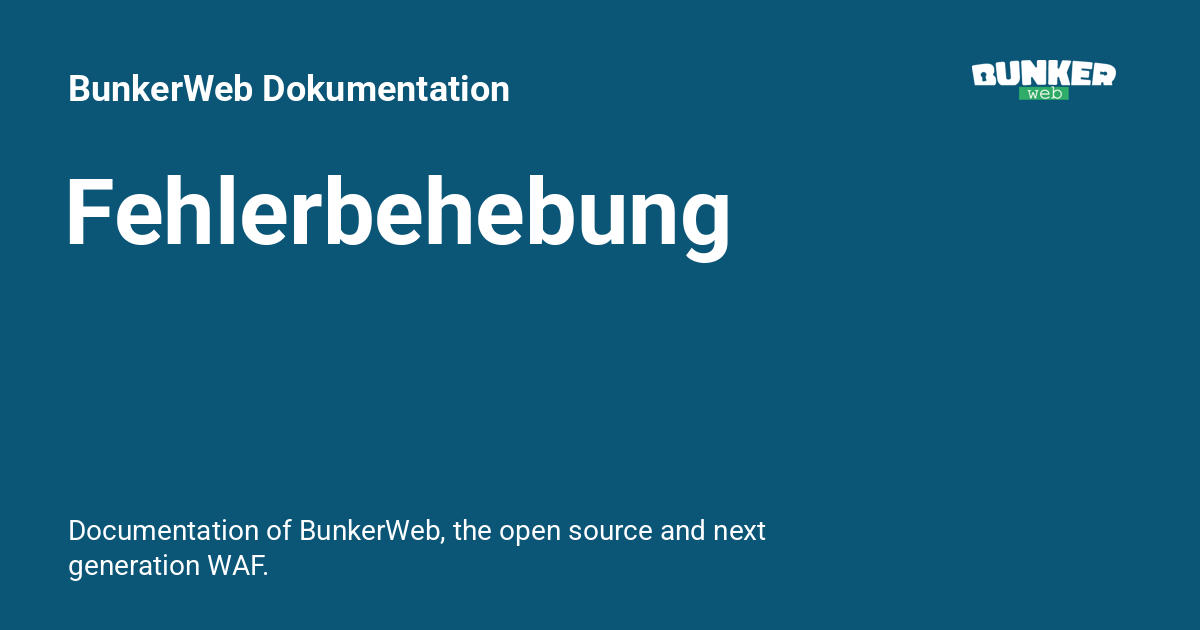 BunkerWeb Dokumentation
BUNKER
web
Fehlerbehebung
Documentation of BunkerWeb, the open source and next
generation WAF.